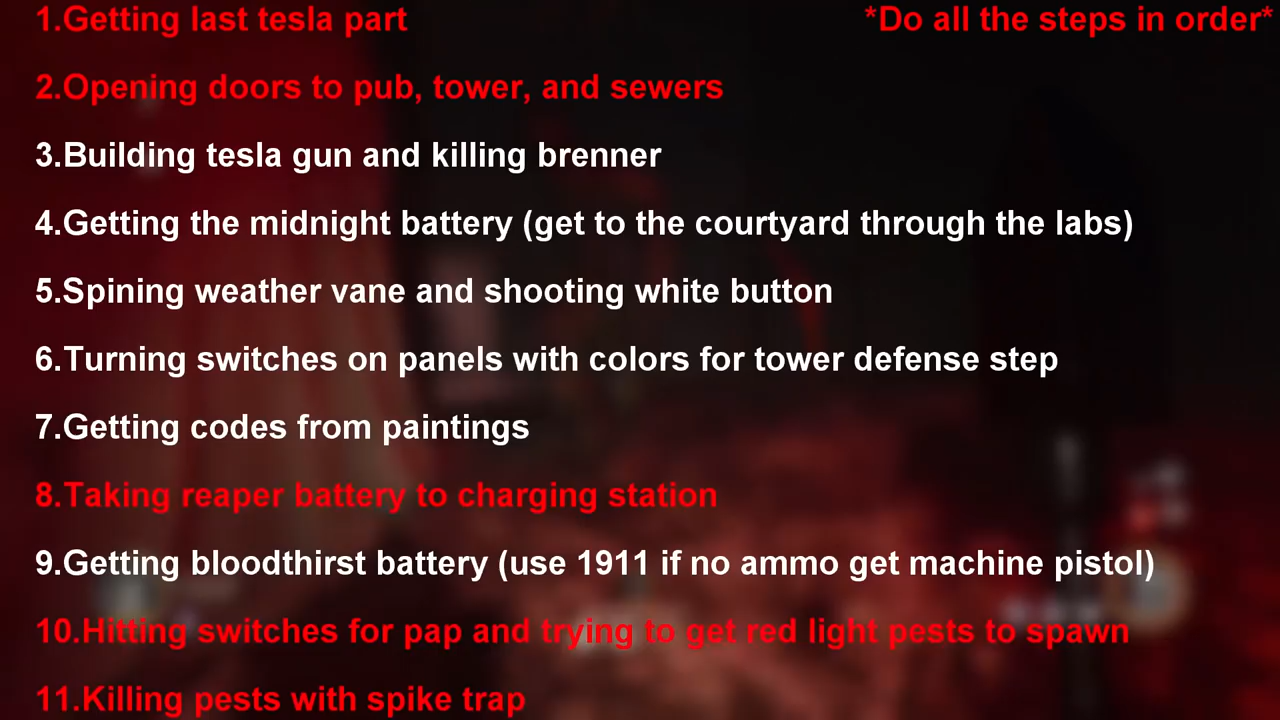 1.Getting last tesla part
*Do all the steps in order*
2.Opening doors to pub, tower, and sewers
3.Building tesla gun and killing brenner
4.Getting the midnight battery (get to the courtyard through the labs)
5.Spining weather vane and shooting white button
6.Turning switches on panels with colors for tower defense step
7.Getting codes from paintings
8.Taking reaper battery to charging station
9.Getting bloodthirst battery (use 1911 if no ammo get machine pistol)
10.Hitting switches for pap and trying to get red light pests to spawn
11.Killing pests with spike trap